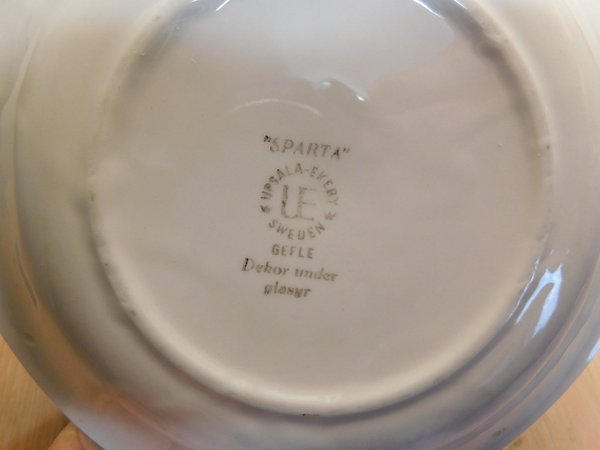 "SPARTA"
UPSALA-EKEBY
UE
SWEDEN
GEFLE
Dekor under
glasyr